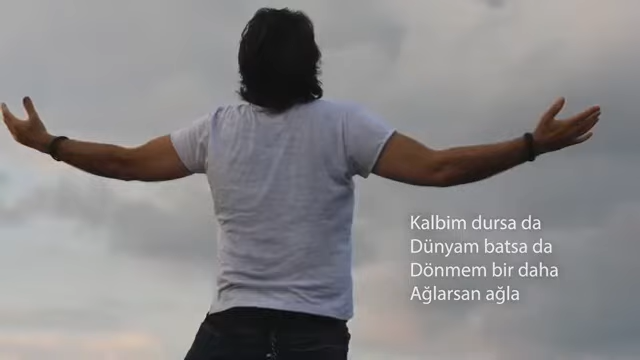 Kalbim dursa da
Dünyam batsa da
Dönmem bir daha
Ağlarsan ağla